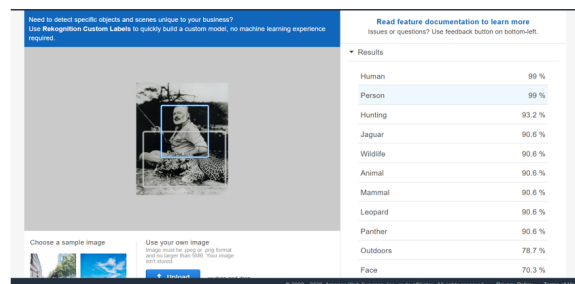 Need to detect specific objects and scenes unique to your business?
Use Rekognition Custom Labels to quickly build a custom model, no machine learning experience
required.
Choose a sample image
Use your own image
Image must be .jpeg or .png format
and no larger than 5MB. Your image
isn't stored.
Upload
Read feature documentation to learn more
Issues or questions? Use feedback button on bottom-left.
Results
Human 99 %
Person 99 %
Hunting 93.2 %
Jaguar 90.6 %
Wildlife 90.6 %
Animal 90.6 %
Mammal 90.6 %
Leopard 90.6 %
Panther 90.6 %
Outdoors 78.7 %
Face 70.3 %